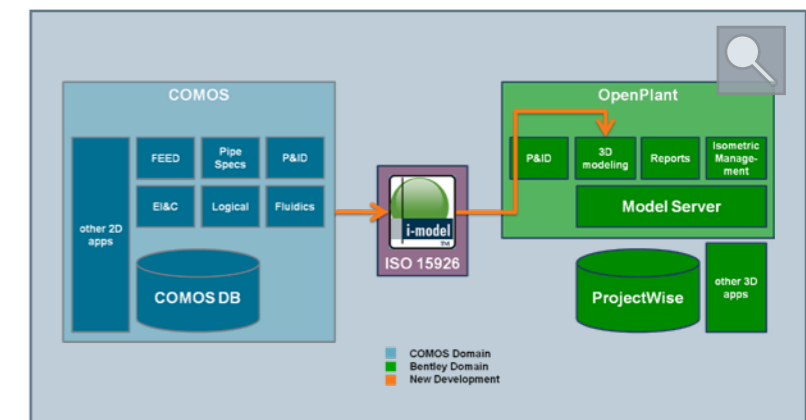 COMOS
other 2D
apps
FEED
Pipe
Specs
P&ID
EI&C
Logical
Fluidics
COMOS DB
i-model
TM
ISO 15926
OpenPlant
P&ID
3D
modeling
Reports
Isometric
Manage-
ment
Model Server
ProjectWise
other 3D
apps
COMOS Domain
Bentley Domain
New Development